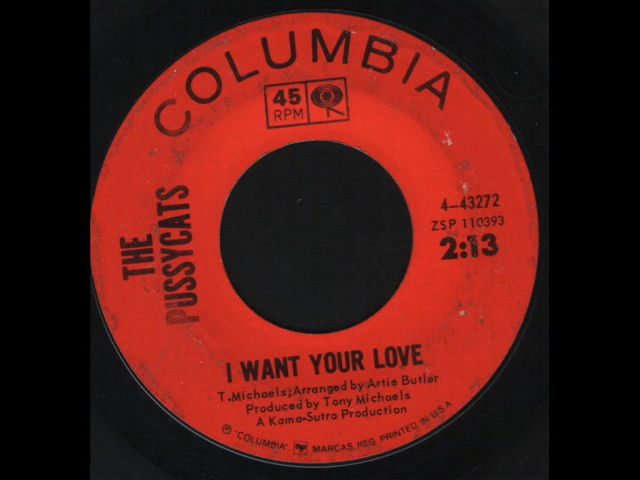 COLUMBIA
45
RPM
THE
PUSSYCATS
4-43272
ZSP 110393
2:13
I WANT YOUR LOVE
T. Michaels, Arranged by Artie Butler
Produced by Tony Michaels
A Kama-Sutra Production
® "COLUMBIA" MARCAS REG. PRINTED IN U.S.A